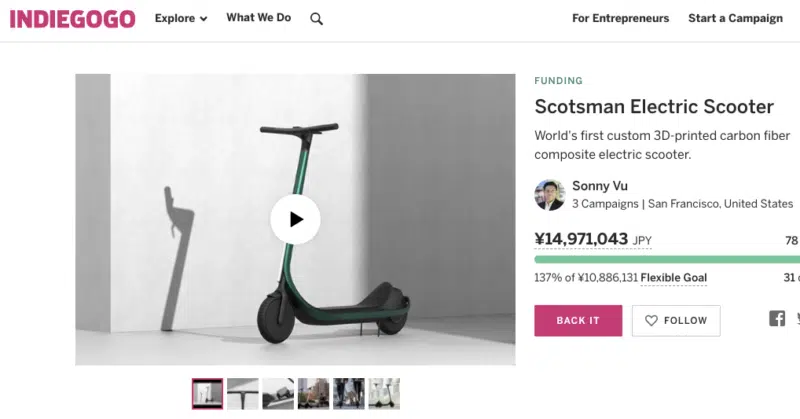 INDIEGOGO Explore What We Do For Entrepreneurs Start a Campaign
FUNDING
Scotsman Electric Scooter
World's first custom 3D-printed carbon fiber
composite electric scooter.
Sonny Vu
3 Campaigns | San Francisco, United States
¥14,971,043 JPY 78
137% of ¥10,886,131 Flexible Goal 31
BACK IT FOLLOW